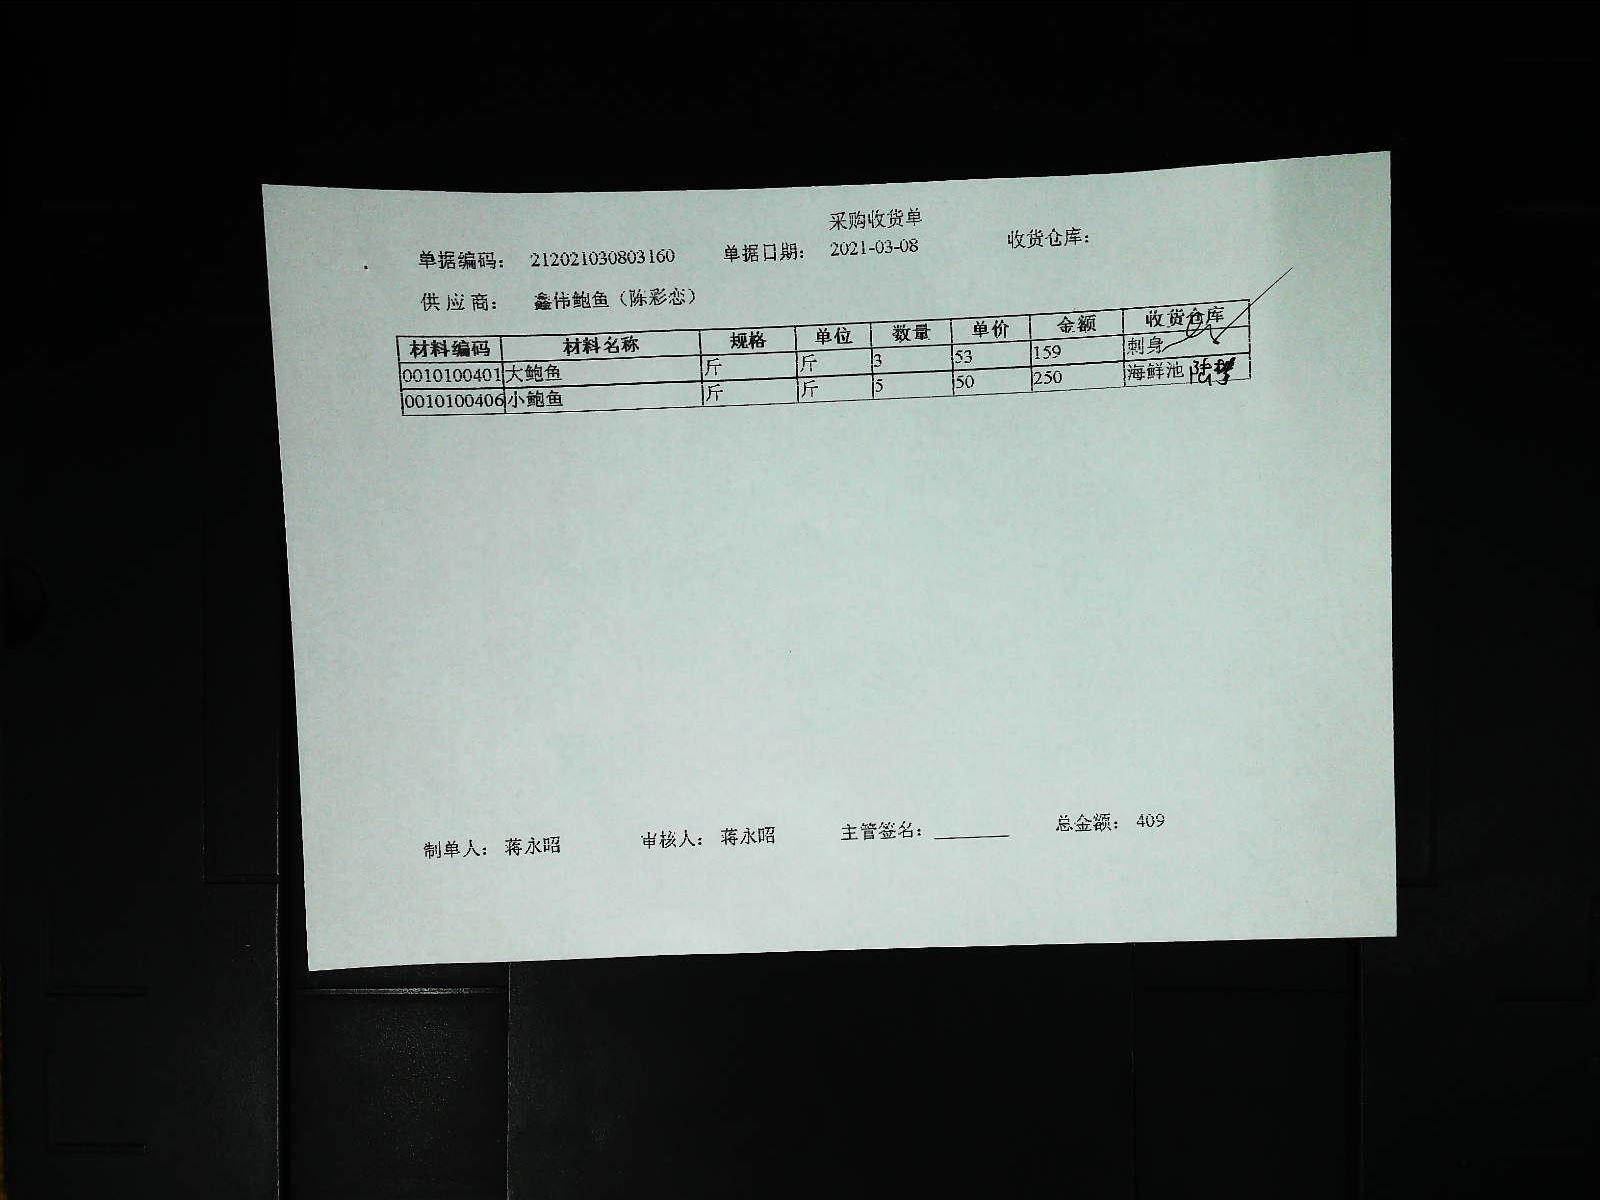 采购收货单
单据编码： 212021030803160 单据日期： 2021-03-08 收货仓库：
供 应 商： 鑫伟鲍鱼（陈彩恋）
材料编码 材料名称 规格 单位 数量 单价 金额 收货仓库
0010100401 大鲍鱼 斤 斤 3 53 159 刺身
0010100406 小鲍鱼 斤 斤 5 50 250 海鲜池
制单人： 蒋永昭 审核人： 蒋永昭 主管签名： 总金额： 409